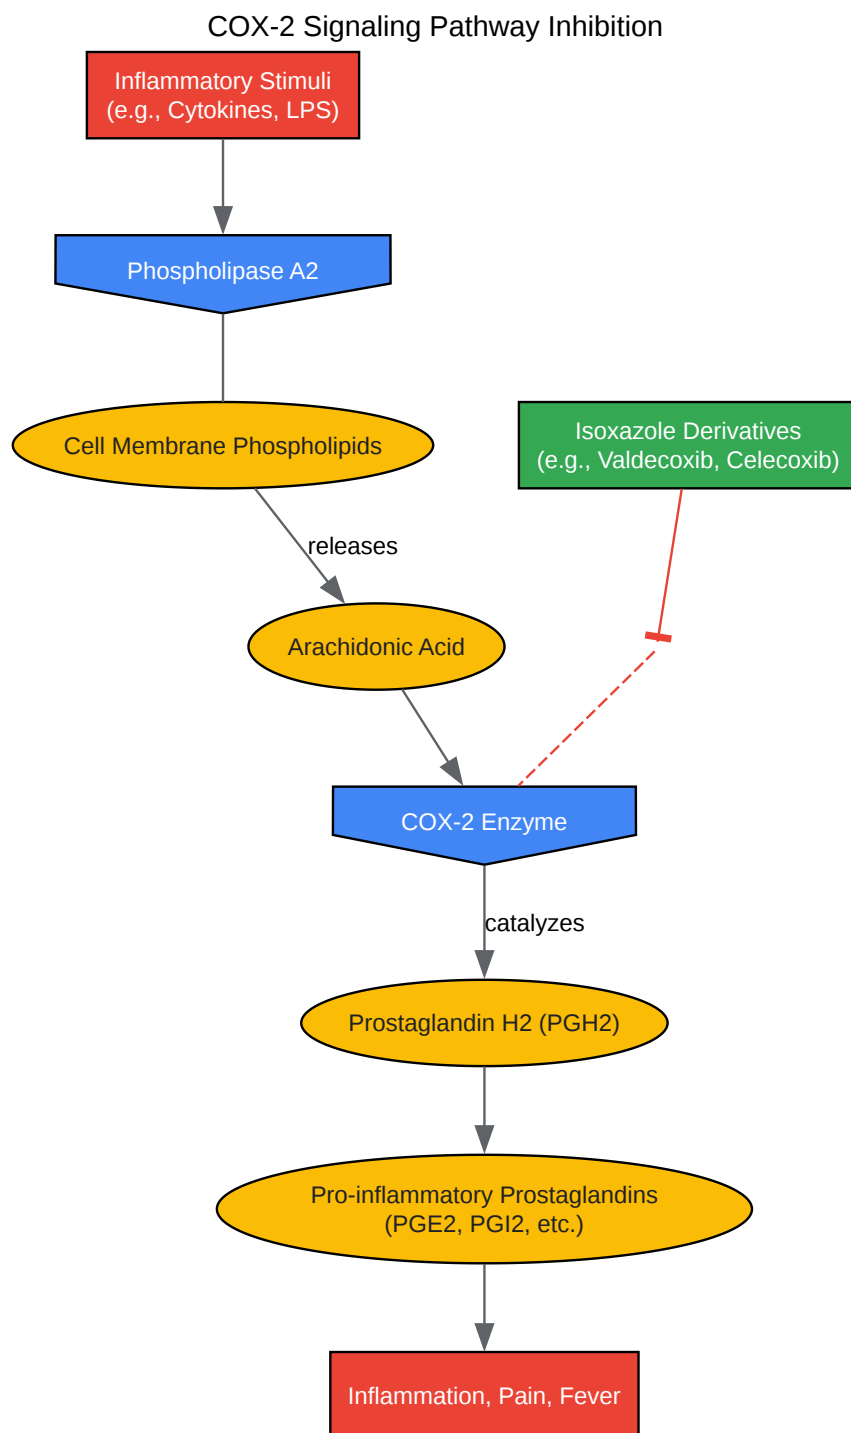 COX-2 Signaling Pathway Inhibition
Inflammatory Stimuli
(e.g., Cytokines, LPS)
Phospholipase A2
Cell Membrane Phospholipids
Isoxazole Derivatives
(e.g., Valdecoxib, Celecoxib)
releases
Arachidonic Acid
COX-2 Enzyme
catalyzes
Prostaglandin H2 (PGH2)
Pro-inflammatory Prostaglandins
(PGE2, PGI2, etc.)
Inflammation, Pain, Fever